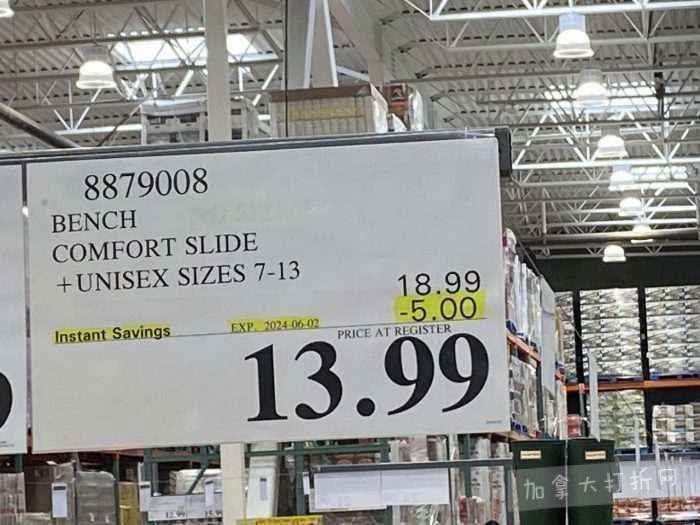 8879008
BENCH
COMFORT SLIDE
+UNISEX SIZES 7-13
18.99
-5.00
Instant Savings
EXP. 2024-06-02
PRICE AT REGISTER
13.99
加拿大打折网